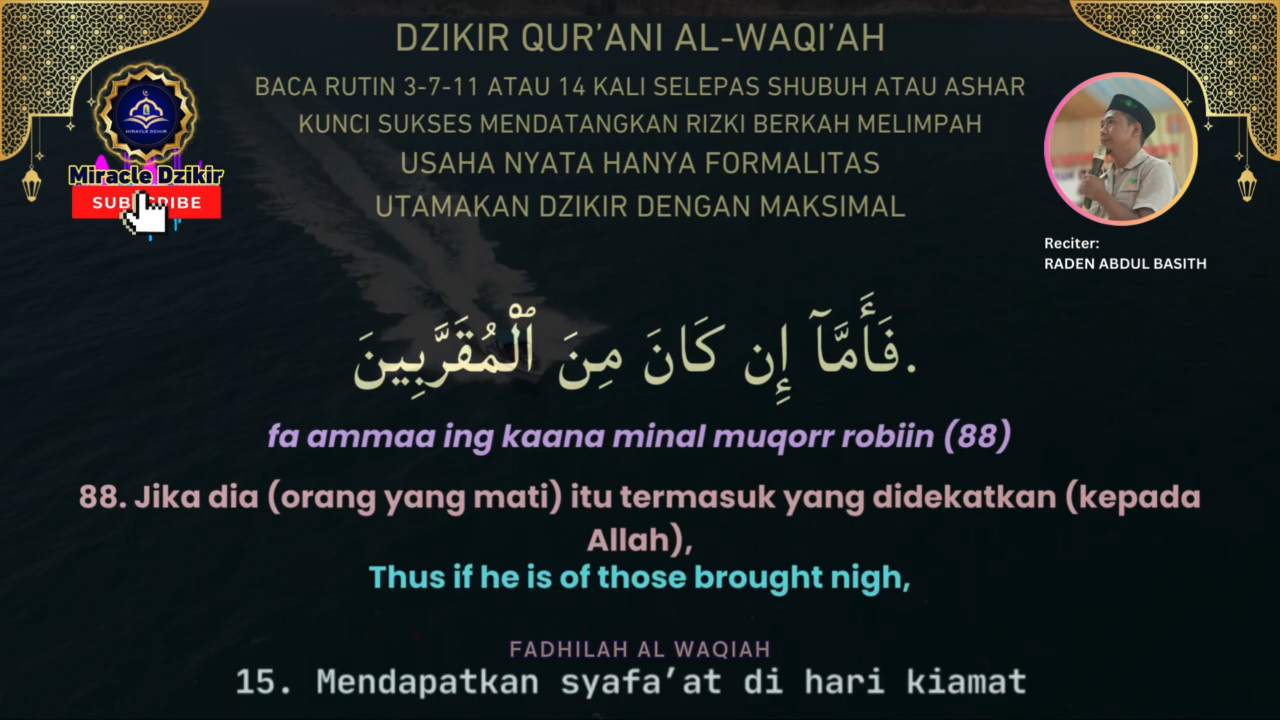 DZIKIR QUR'ANI AL-WAQI'AH
BACA RUTIN 3-7-11 ATAU 14 KALI SELEPAS SHUBUH ATAU ASHAR
KUNCI SUKSES MENDATANGKAN RIZKI BERKAH MELIMPAH
USAHA NYATA HANYA FORMALITAS
UTAMAKAN DZIKIR DENGAN MAKSIMAL
MIRACLE DZIKIR
Miracle Dzikir
Reciter:
RADEN ABDUL BASITH
فَأَمَّآ إِن كَانَ مِنَ ٱلْمُقَرَّبِينَ.
fa ammaa ing kaana minal muqorr robiin (88)
88. Jika dia (orang yang mati) itu termasuk yang didekatkan (kepada
Allah),
Thus if he is of those brought nigh,
FADHILAH AL WAQIAH
15. Mendapatkan syafa'at di hari kiamat